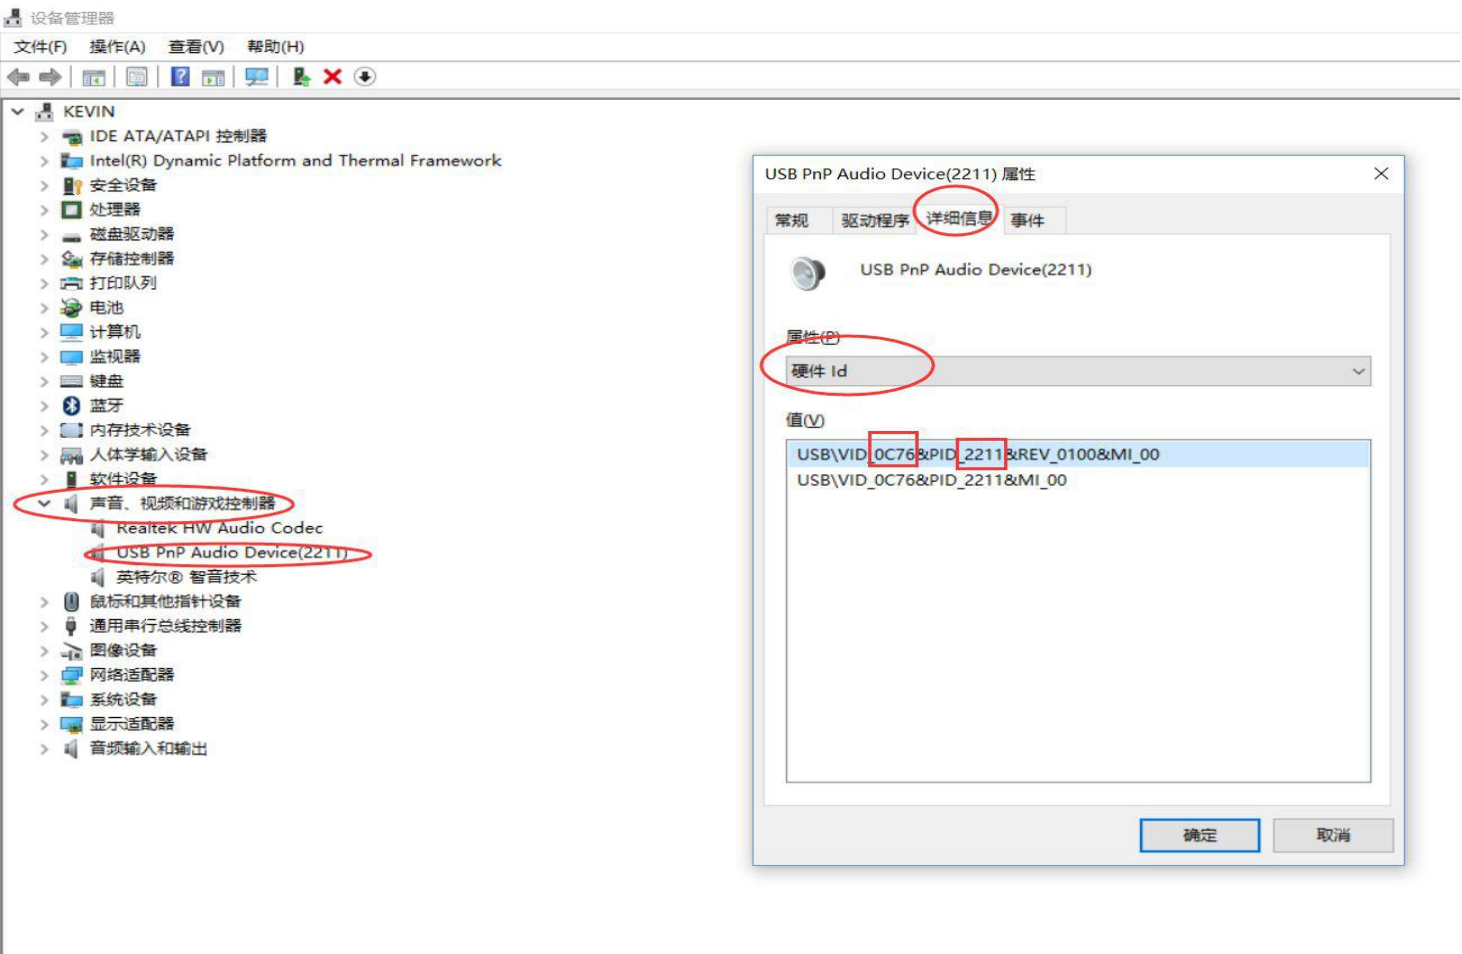 设备管理器
文件(F) 操作(A) 查看(V) 帮助(H)
KEVIN
IDE ATA/ATAPI 控制器
Intel(R) Dynamic Platform and Thermal Framework
安全设备
处理器
磁盘驱动器
存储控制器
打印队列
电池
计算机
监视器
键盘
蓝牙
内存技术设备
人体学输入设备
软件设备
声音、视频和游戏控制器
Realtek HW Audio Codec
USB PnP Audio Device(2211)
英特尔® 智音技术
鼠标和其他指针设备
通用串行总线控制器
图像设备
网络适配器
系统设备
显示适配器
音频输入和输出
USB PnP Audio Device(2211) 属性
常规 驱动程序 详细信息 事件
USB PnP Audio Device(2211)
属性(P)
硬件 Id
值(V)
USB\VID_0C76&PID_2211&REV_0100&MI_00
USB\VID_0C76&PID_2211&MI_00
确定 取消